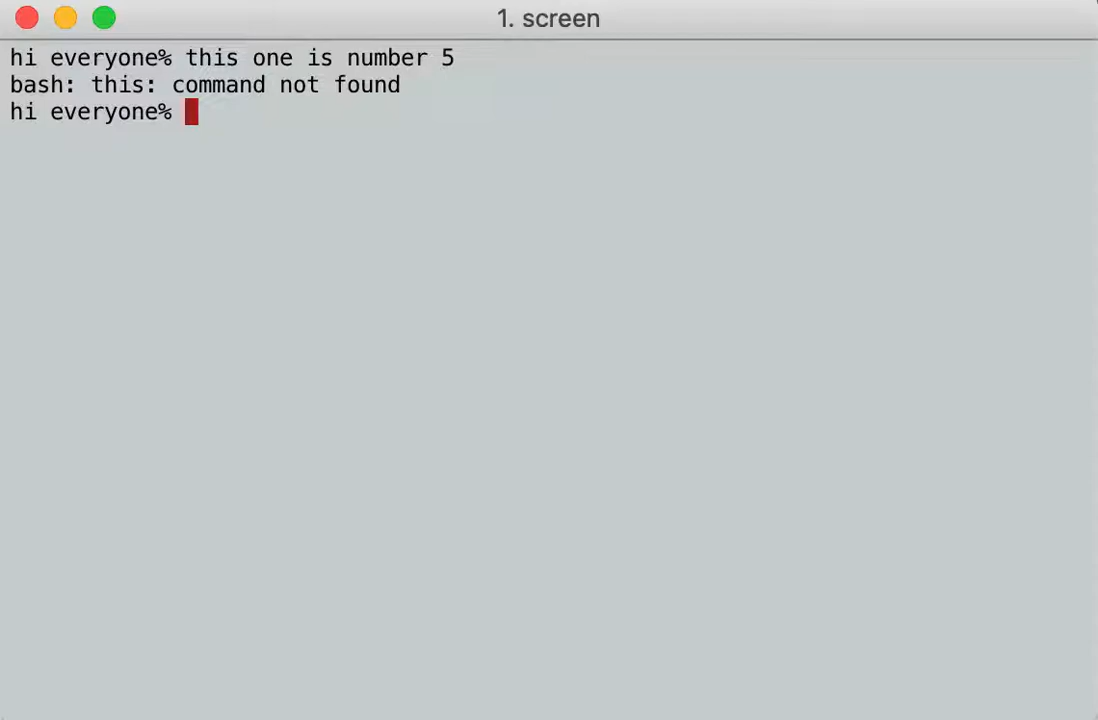 1. screen
hi everyone% this one is number 5
bash: this: command not found
hi everyone%